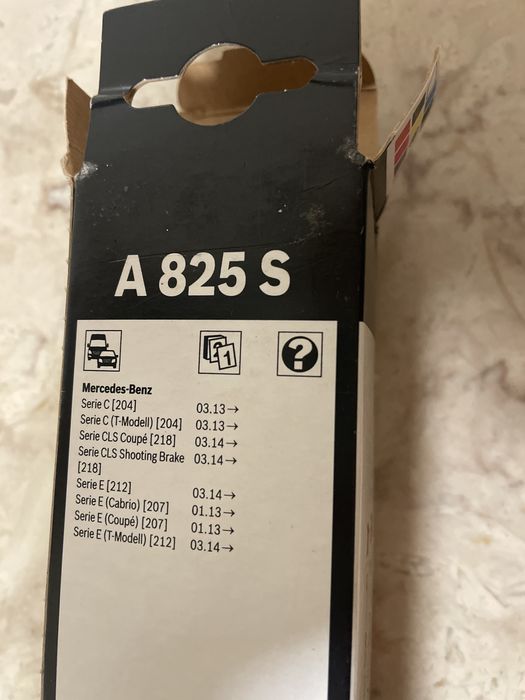 A 825 S
Mercedes-Benz
Serie C [204] 03.13→
Serie C (T-Modell) [204] 03.13→
Serie CLS Coupé [218] 03.14→
Serie CLS Shooting Brake 03.14→
[218]
Serie E [212] 03.14→
Serie E (Cabrio) [207] 01.13→
Serie E (Coupé) [207] 01.13→
Serie E (T-Modell) [212] 03.14→